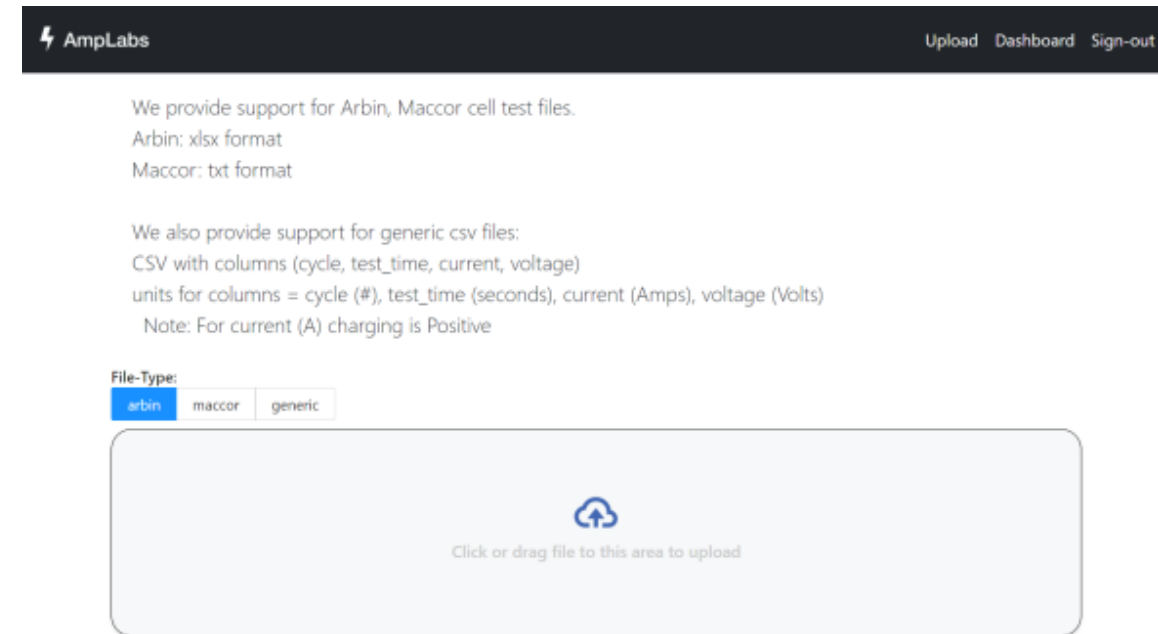 AmpLabs
Upload Dashboard Sign-out
We provide support for Arbin, Maccor cell test files.
Arbin: xlsx format
Maccor: txt format
We also provide support for generic csv files:
CSV with columns (cycle, test_time, current, voltage)
units for columns = cycle (#), test_time (seconds), current (Amps), voltage (Volts)
Note: For current (A) charging is Positive
File-Type:
arbin maccor generic
Click or drag file to this area to upload